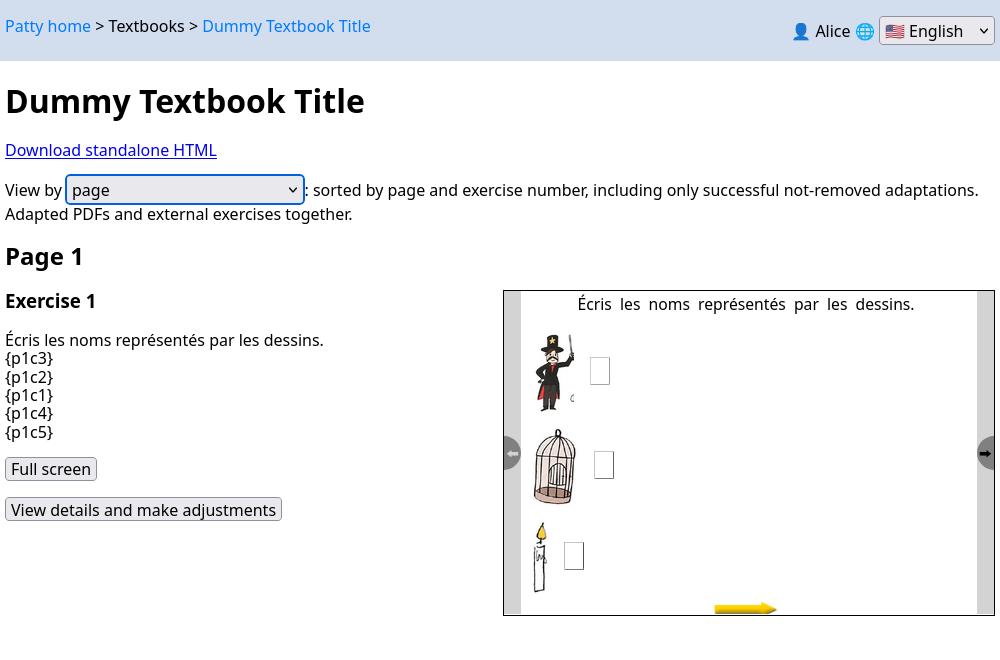 Patty home > Textbooks > Dummy Textbook Title
Alice English
Dummy Textbook Title
Download standalone HTML
View by page : sorted by page and exercise number, including only successful not-removed adaptations.
Adapted PDFs and external exercises together.
Page 1
Exercise 1
Écris les noms représentés par les dessins.
{p1c3}
{p1c2}
{p1c1}
{p1c4}
{p1c5}
Full screen
View details and make adjustments
Écris les noms représentés par les dessins.